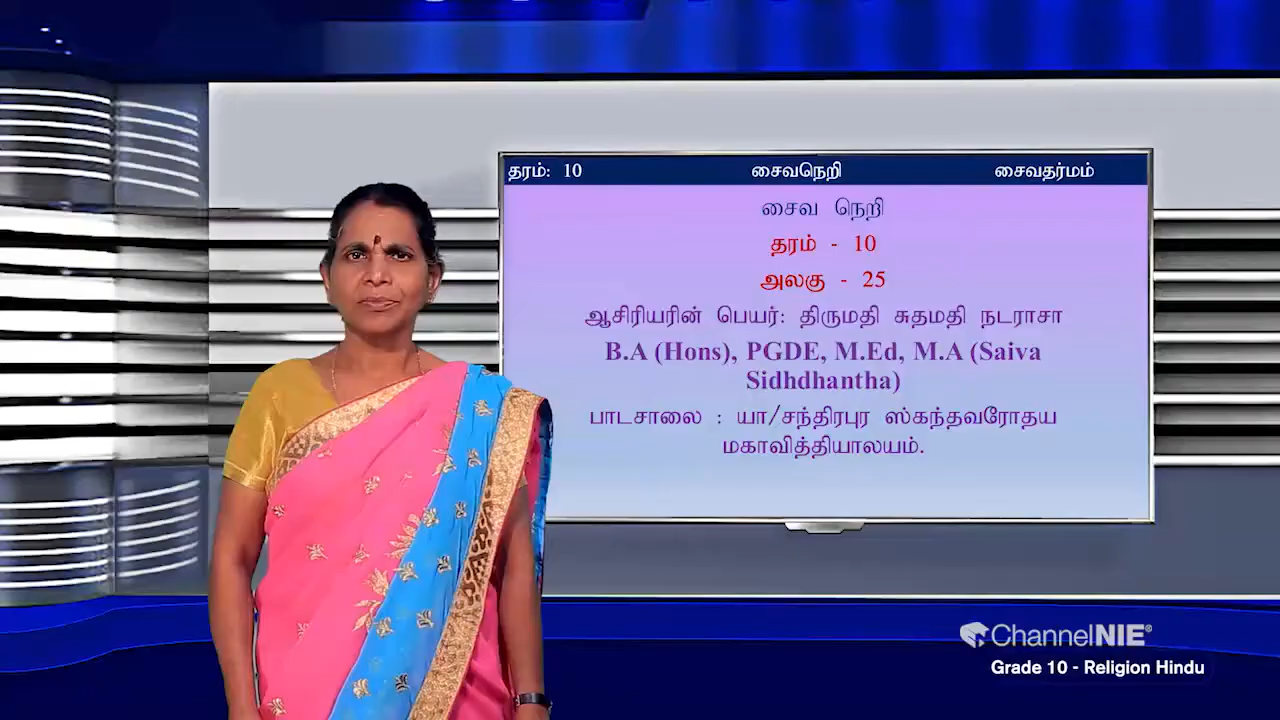 தரம்: 10 சைவநெறி சைவதர்மம்
சைவ நெறி
தரம் - 10
அலகு - 25
ஆசிரியரின் பெயர்: திருமதி சுதமதி நடராசா
B.A (Hons), PGDE, M.Ed, M.A (Saiva
Sidhdhantha)
பாடசாலை : யா/சந்திரபுர ஸ்கந்தவரோதய
மகாவித்தியாலயம்.
ChannelNIE®
Grade 10 - Religion Hindu